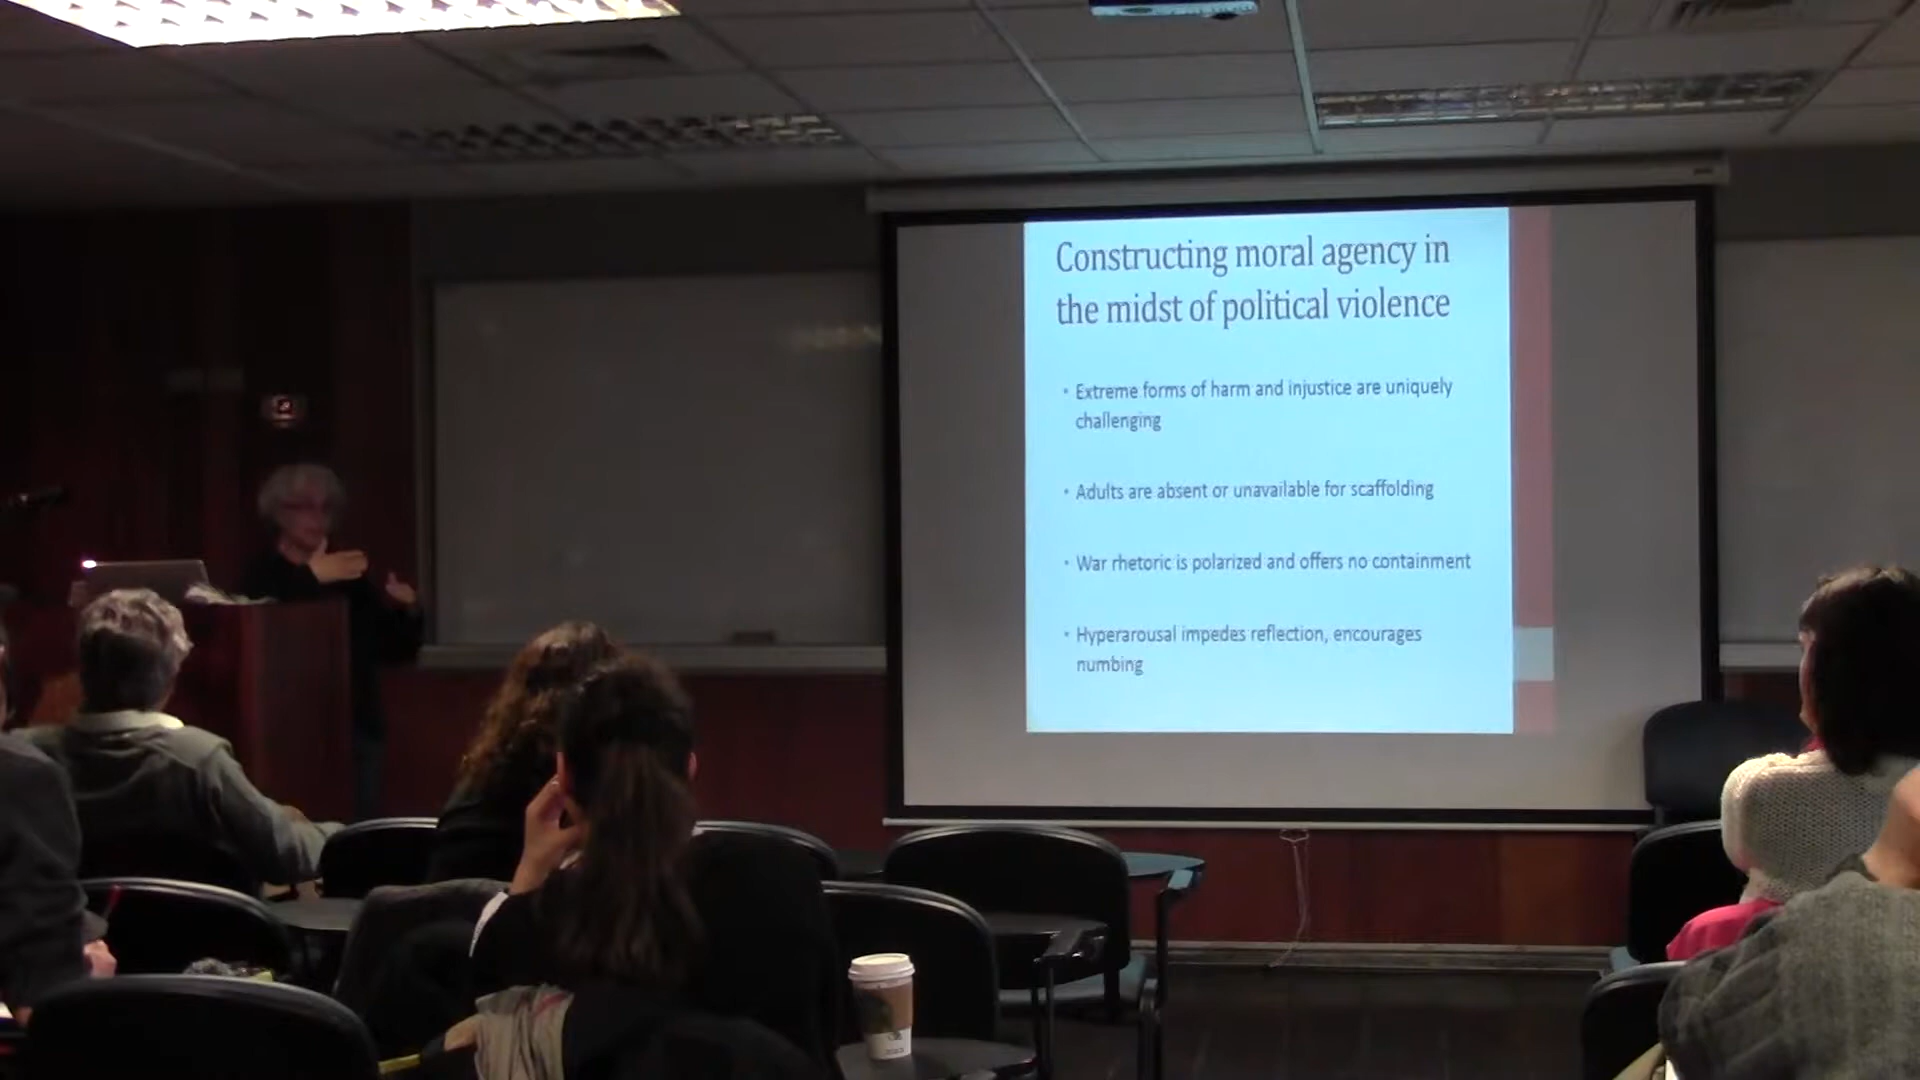 Constructing moral agency in
the midst of political violence
• Extreme forms of harm and injustice are uniquely
challenging
• Adults are absent or unavailable for scaffolding
• War rhetoric is polarized and offers no containment
• Hyperarousal impedes reflection, encourages
numbing